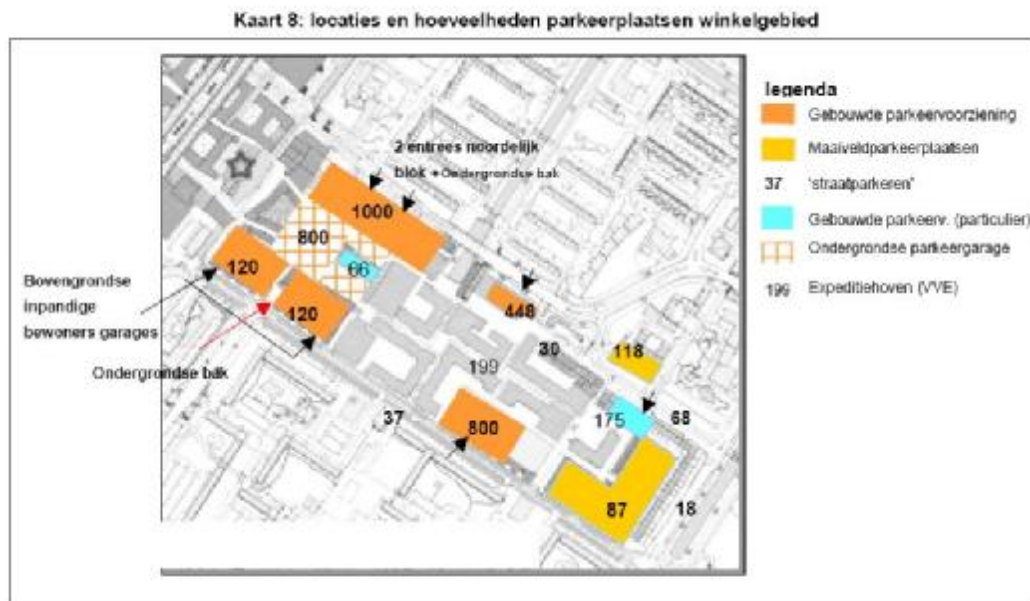 Kaart 8: locaties en hoeveelheden parkeerplaatsen winkelgebied
legenda
Gebouwde parkeervoorziening
Maaiveldparkeerplaatsen
37 'straatparkeren'
Gebouwde parkeerv. (particulier)
Ondergrondse parkeergarage
199 Expeditiehoven (VVE)
2 entrees noordelijk
blok + Ondergrondse bak
1000
800
66
120
120
Bovengrondse
inpandige
bewoners garages
Ondergrondse bak
448
30
118
199
37
800
175
68
87
18